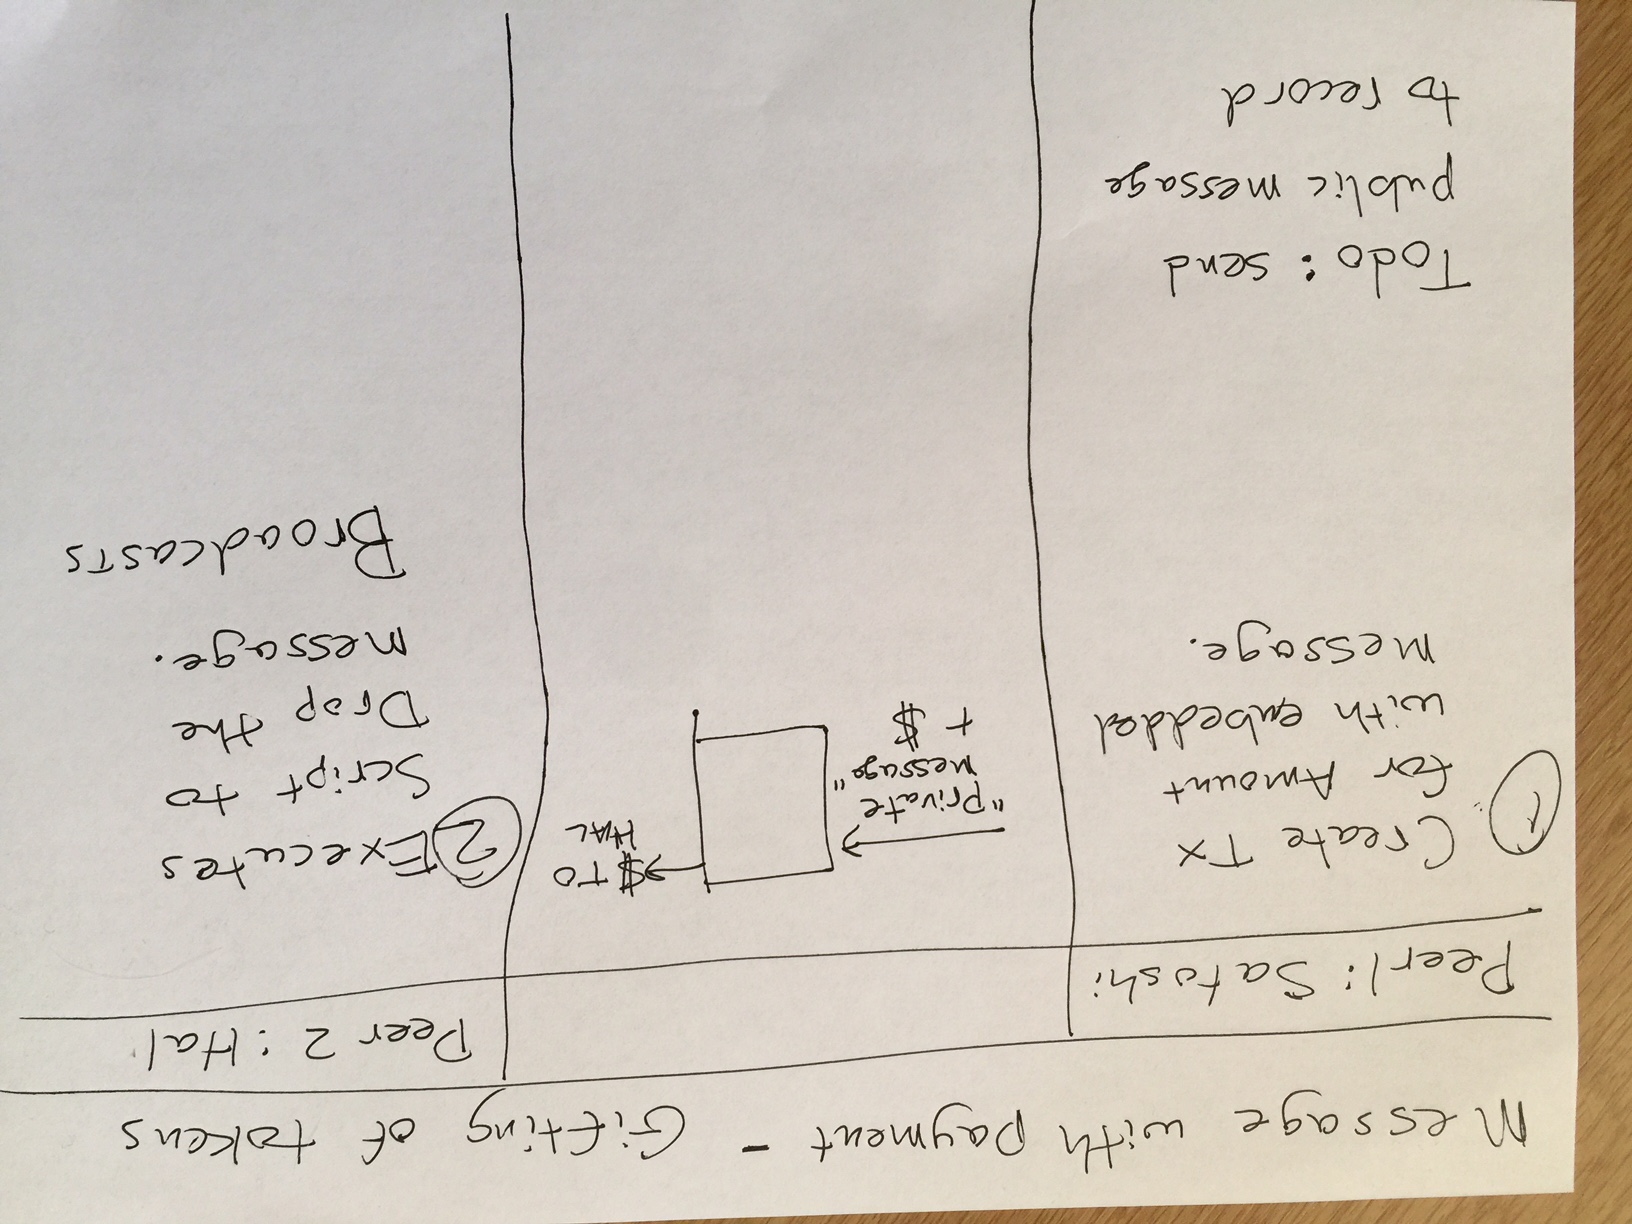 Message with payment - Gifting of tokens
Peer1: Satoshi
Peer 2 : Hal
1
Create Tx
for Amount
with embedded
message.
Todo: send
public message
to record
"Private
Message"
+ $
$ TO
HAL
2 Executes
Script to
Drop the
message.
Broadcasts